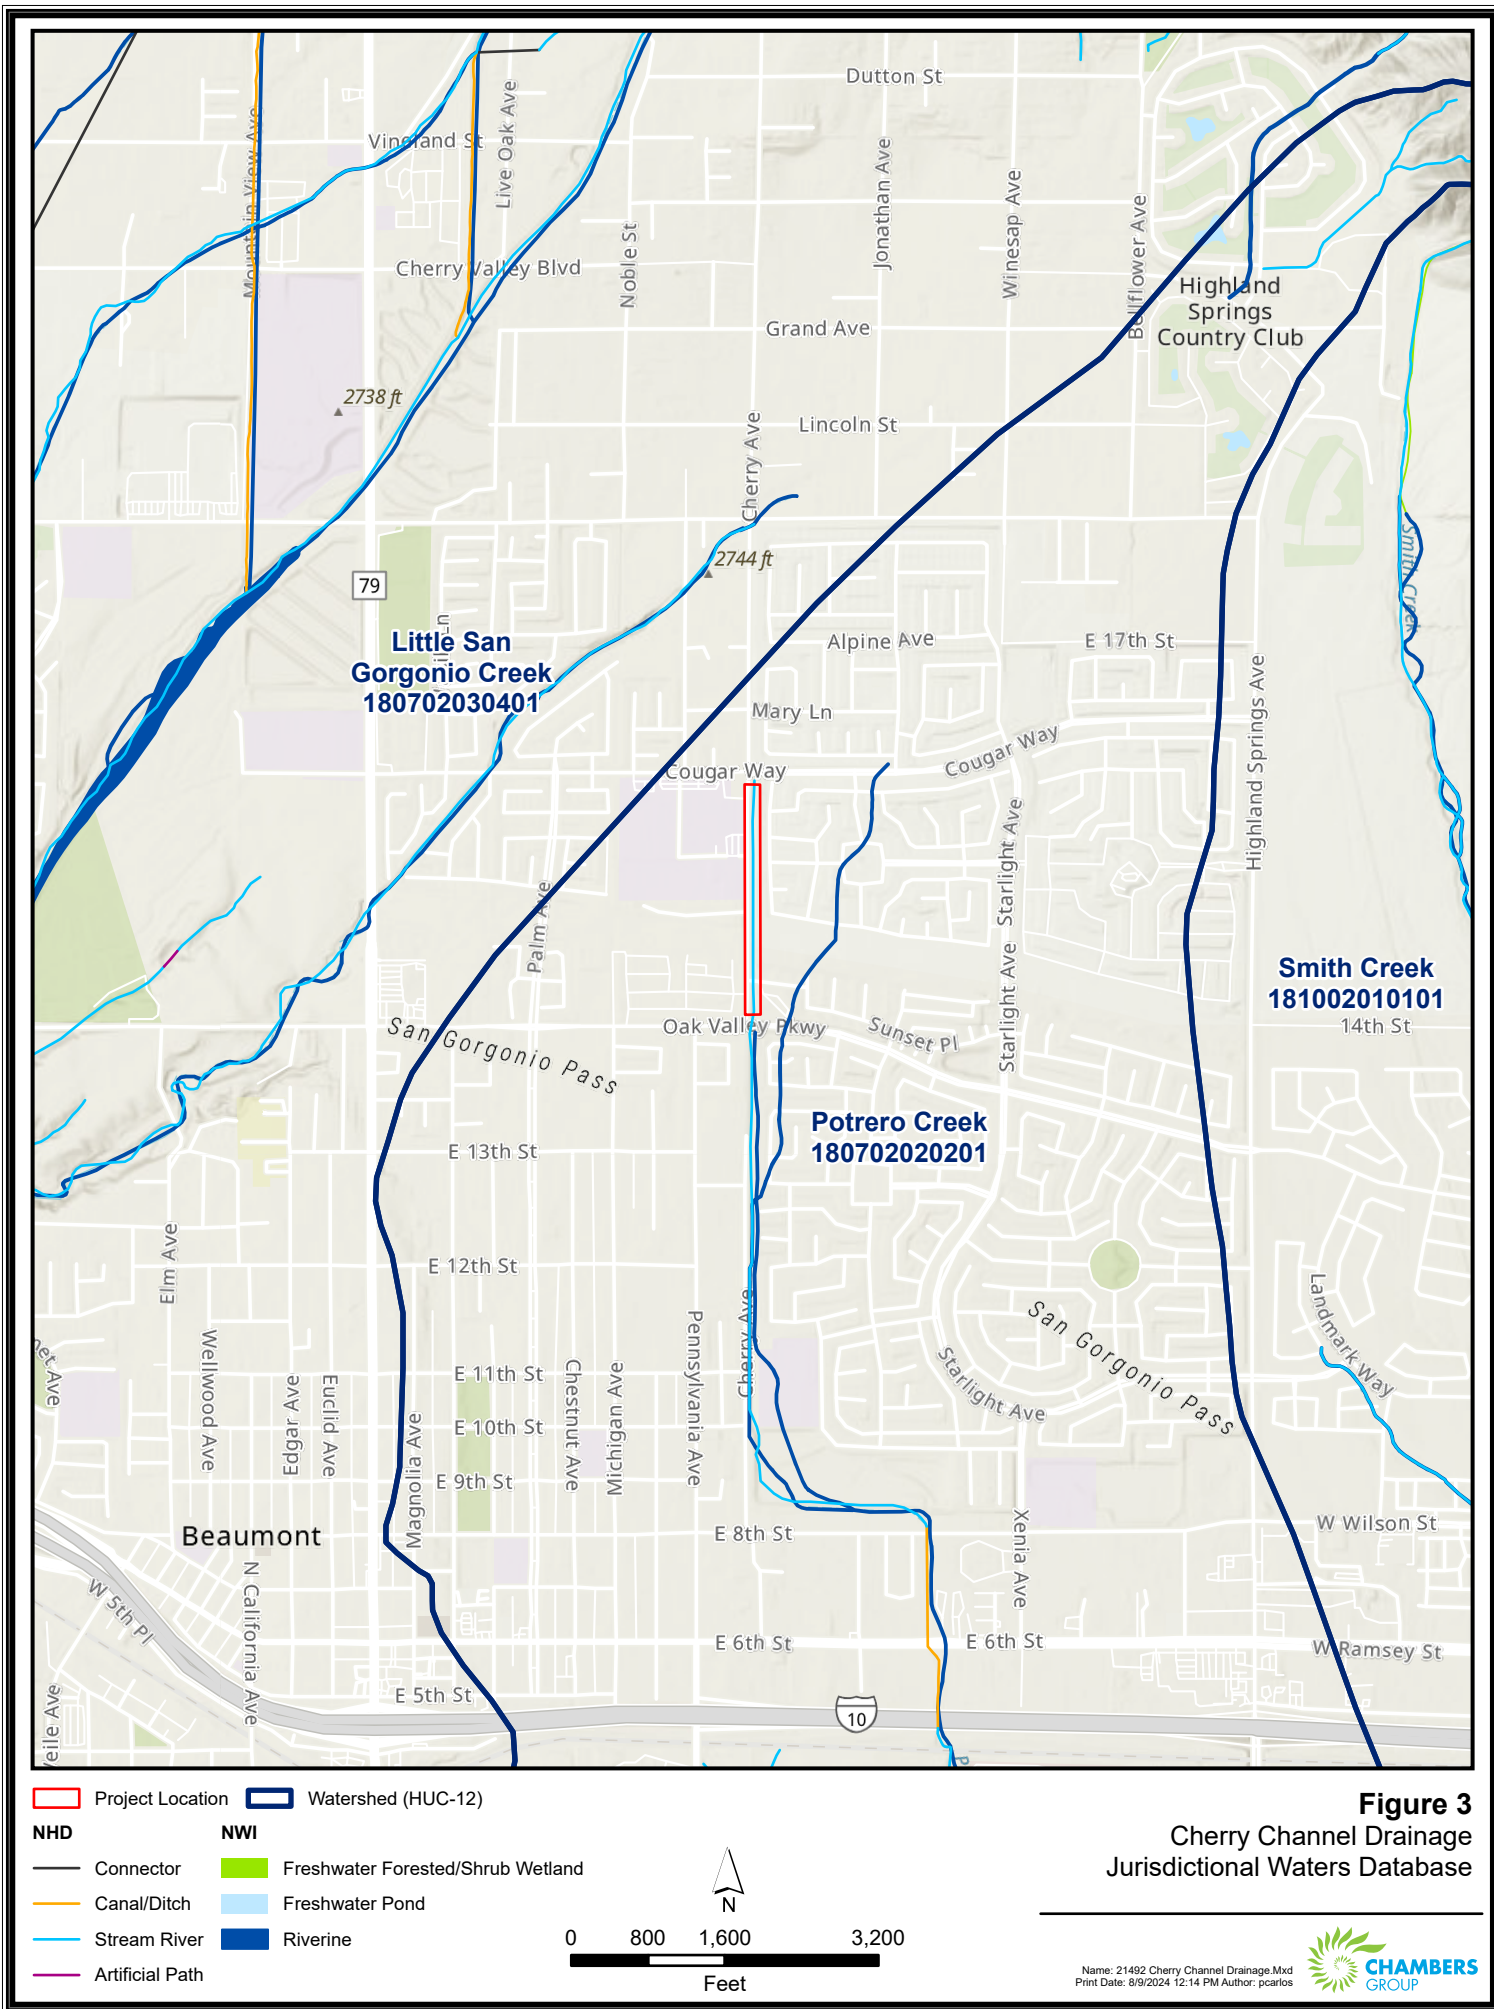 Dutton St
Vineland St
Mountain View Ave
Live Oak Ave
Noble St
Jonathan Ave
Winesap Ave
Bellflower Ave
Cherry Valley Blvd
Highland
Springs
Country Club
Grand Ave
2738 ft
Lincoln St
Cherry Ave
2744 ft
79
Smith Creek
Little San
Gorgonio Creek
180702030401
Alpine Ave
E 17th St
Mary Ln
Cougar Way
Cougar Way
Highland Springs Ave
Starlight Ave
Palm Ave
Starlight Ave
Smith Creek
181002010101
14th St
San Gorgonio Pass
Oak Valley Pkwy
Sunset Pl
Potrero Creek
180702020201
E 13th St
Elm Ave
E 12th St
Cherry Ave
San Gorgonio Pass
Landmark Way
net Ave
Wellwood Ave
Edgar Ave
Euclid Ave
Magnolia Ave
E 11th St
Chestnut Ave
Michigan Ave
Pennsylvania Ave
Starlight Ave
E 10th St
E 9th St
Beaumont
E 8th St
Xenia Ave
W Wilson St
W 5th Pl
N California Ave
E 6th St
E 6th St
W Ramsey St
E 5th St
10
eile Ave
P
Project Location
Watershed (HUC-12)
NHD
NWI
Connector
Freshwater Forested/Shrub Wetland
Canal/Ditch
Freshwater Pond
Stream River
Riverine
Artificial Path
N
0 800 1,600 3,200
Feet
Figure 3
Cherry Channel Drainage
Jurisdictional Waters Database
Name: 21492 Cherry Channel Drainage.Mxd
Print Date: 8/9/2024 12:14 PM Author: pcarlos
CHAMBERS
GROUP